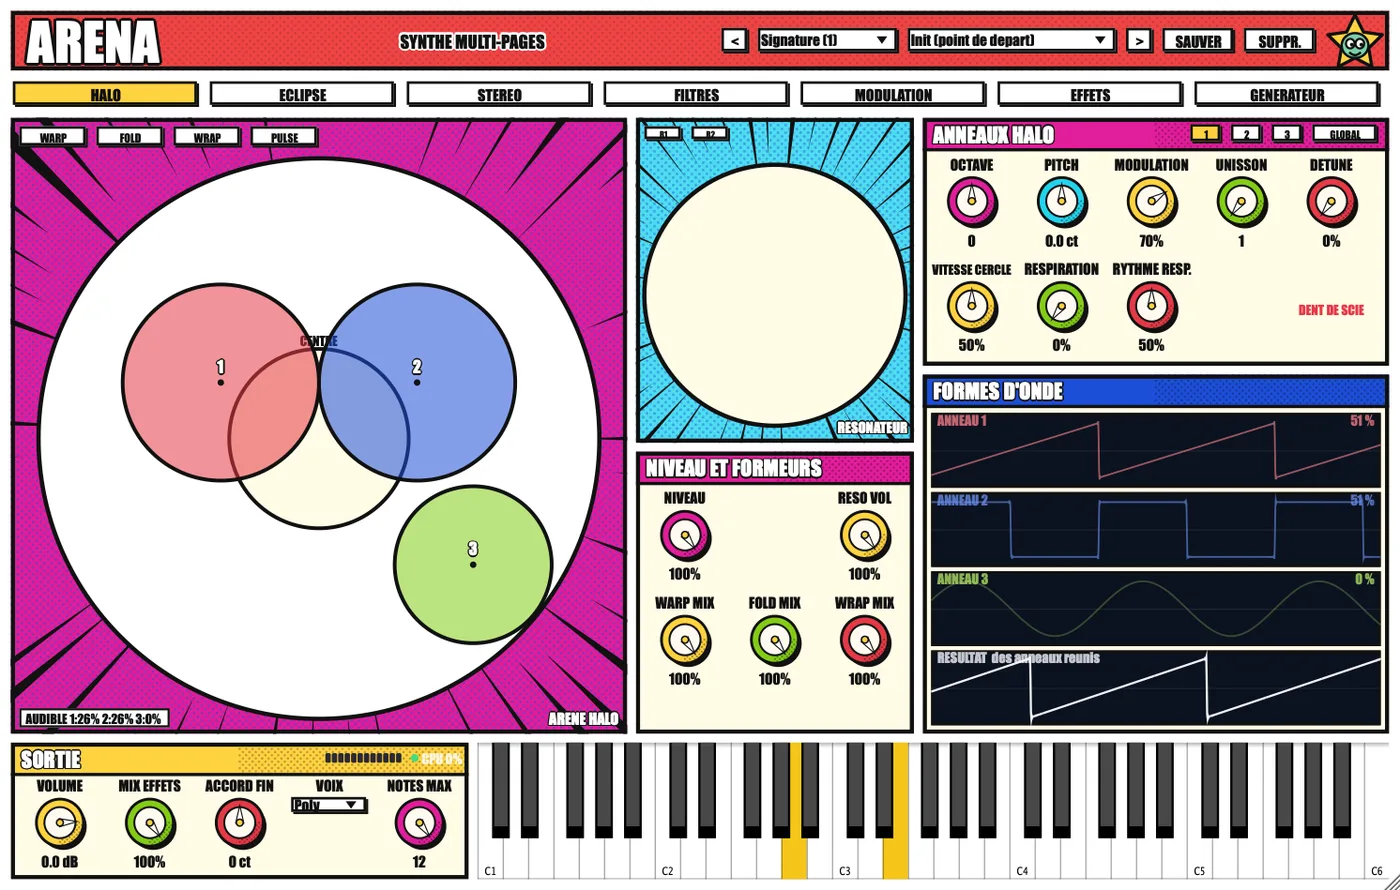 ARENA
SYNTHE MULTI-PAGES
<
Signature (1)
Init (point de depart)
>
SAUVER
SUPPR.
HALO
ECLIPSE
STEREO
FILTRES
MODULATION
EFFETS
GENERATEUR
WARP
FOLD
WRAP
PULSE
CENTRE
1
2
3
AUDIBLE 1:26% 2:26% 3:0%
ARENE HALO
R1
R2
RESONATEUR
NIVEAU ET FORMEURS
NIVEAU
RESO VOL
100%
100%
WARP MIX
FOLD MIX
WRAP MIX
100%
100%
100%
ANNEAUX HALO
1
2
3
GLOBAL
OCTAVE
PITCH
MODULATION
UNISSON
DETUNE
0
0.0 ct
70%
1
0%
VITESSE CERCLE
RESPIRATION
RYTHME RESP.
DENT DE SCIE
50%
0%
50%
FORMES D'ONDE
ANNEAU 1
51 %
ANNEAU 2
51 %
ANNEAU 3
0 %
RESULTAT des anneaux reunis
SORTIE
CPU 0%
VOLUME
MIX EFFETS
ACCORD FIN
VOIX
NOTES MAX
Poly
0.0 dB
100%
0 ct
12
C1
C2
C3
C4
C5
C6